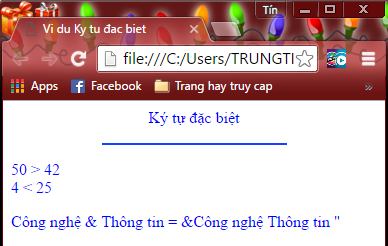 Tín
Vi du Ky tu dac biet
file:///C:/Users/TRUNGTI
Apps Facebook Trang hay truy cap »
Ký tự đặc biệt
50 > 42
4 < 25
Công nghệ & Thông tin = &Công nghệ Thông tin "